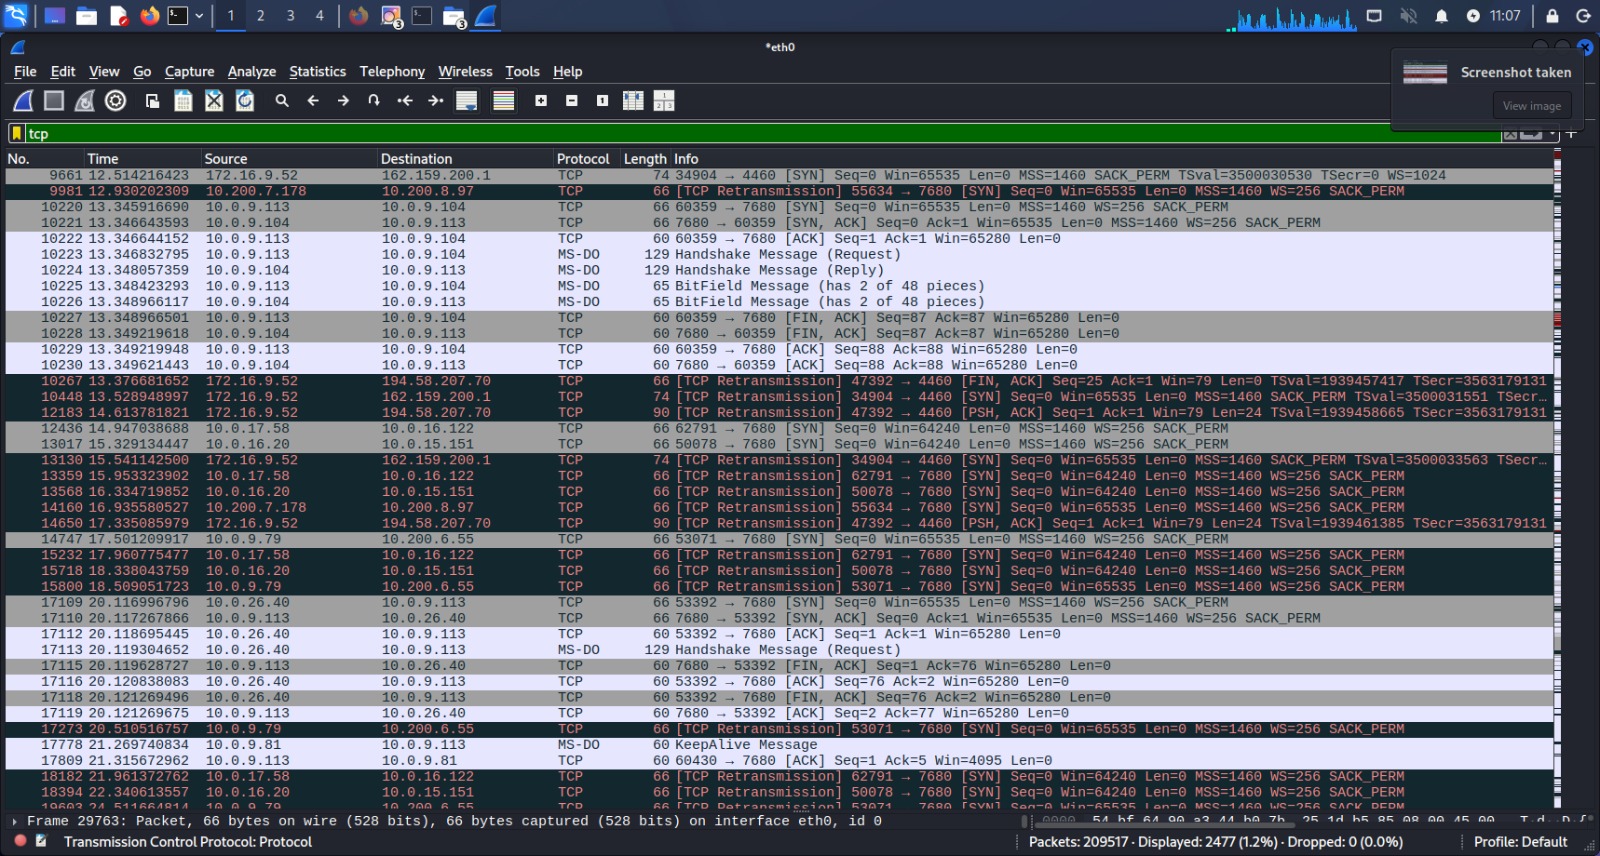 1 2 3 4 3 3 11:07
*eth0
File Edit View Go Capture Analyze Statistics Telephony Wireless Tools Help
Screenshot taken
View image
tcp
No. Time Source Destination Protocol Length Info
9661 12.514216423 172.16.9.52 162.159.200.1 TCP 74 34904 → 4460 [SYN] Seq=0 Win=65535 Len=0 MSS=1460 SACK_PERM TSval=3500030530 TSecr=0 WS=1024
9981 12.930202309 10.200.7.178 10.200.8.97 TCP 66 [TCP Retransmission] 55634 → 7680 [SYN] Seq=0 Win=65535 Len=0 MSS=1460 WS=256 SACK_PERM
10220 13.345916690 10.0.9.113 10.0.9.104 TCP 66 60359 → 7680 [SYN] Seq=0 Win=65535 Len=0 MSS=1460 WS=256 SACK_PERM
10221 13.346643593 10.0.9.104 10.0.9.113 TCP 66 7680 → 60359 [SYN, ACK] Seq=0 Ack=1 Win=65535 Len=0 MSS=1460 WS=256 SACK_PERM
10222 13.346644152 10.0.9.113 10.0.9.104 TCP 60 60359 → 7680 [ACK] Seq=1 Ack=1 Win=65280 Len=0
10223 13.346832795 10.0.9.113 10.0.9.104 MS-DO 129 Handshake Message (Request)
10224 13.348057359 10.0.9.104 10.0.9.113 MS-DO 129 Handshake Message (Reply)
10225 13.348423293 10.0.9.104 10.0.9.113 MS-DO 65 BitField Message (has 2 of 48 pieces)
10226 13.348966117 10.0.9.113 10.0.9.104 MS-DO 65 BitField Message (has 2 of 48 pieces)
10227 13.348966501 10.0.9.113 10.0.9.104 TCP 60 60359 → 7680 [FIN, ACK] Seq=87 Ack=87 Win=65280 Len=0
10228 13.349219618 10.0.9.104 10.0.9.113 TCP 60 7680 → 60359 [FIN, ACK] Seq=87 Ack=87 Win=65280 Len=0
10229 13.349219948 10.0.9.113 10.0.9.104 TCP 60 60359 → 7680 [ACK] Seq=88 Ack=88 Win=65280 Len=0
10230 13.349621443 10.0.9.104 10.0.9.113 TCP 60 7680 → 60359 [ACK] Seq=88 Ack=88 Win=65280 Len=0
10267 13.376681652 172.16.9.52 194.58.207.70 TCP 66 [TCP Retransmission] 47392 → 4460 [FIN, ACK] Seq=25 Ack=1 Win=79 Len=0 TSval=1939457417 TSecr=3563179131
10448 13.528948997 172.16.9.52 162.159.200.1 TCP 74 [TCP Retransmission] 34904 → 4460 [SYN] Seq=0 Win=65535 Len=0 MSS=1460 SACK_PERM TSval=3500031551 TSecr…
12183 14.613781821 172.16.9.52 194.58.207.70 TCP 90 [TCP Retransmission] 47392 → 4460 [PSH, ACK] Seq=1 Ack=1 Win=79 Len=24 TSval=1939458665 TSecr=3563179131
12436 14.947038688 10.0.17.58 10.0.16.122 TCP 66 62791 → 7680 [SYN] Seq=0 Win=64240 Len=0 MSS=1460 WS=256 SACK_PERM
13017 15.329134447 10.0.16.20 10.0.15.151 TCP 66 50078 → 7680 [SYN] Seq=0 Win=64240 Len=0 MSS=1460 WS=256 SACK_PERM
13130 15.541142500 172.16.9.52 162.159.200.1 TCP 74 [TCP Retransmission] 34904 → 4460 [SYN] Seq=0 Win=65535 Len=0 MSS=1460 SACK_PERM TSval=3500033563 TSecr…
13359 15.953323902 10.0.17.58 10.0.16.122 TCP 66 [TCP Retransmission] 62791 → 7680 [SYN] Seq=0 Win=64240 Len=0 MSS=1460 WS=256 SACK_PERM
13568 16.334719852 10.0.16.20 10.0.15.151 TCP 66 [TCP Retransmission] 50078 → 7680 [SYN] Seq=0 Win=64240 Len=0 MSS=1460 WS=256 SACK_PERM
14160 16.935580527 10.200.7.178 10.200.8.97 TCP 66 [TCP Retransmission] 55634 → 7680 [SYN] Seq=0 Win=65535 Len=0 MSS=1460 WS=256 SACK_PERM
14650 17.335085979 172.16.9.52 194.58.207.70 TCP 90 [TCP Retransmission] 47392 → 4460 [PSH, ACK] Seq=1 Ack=1 Win=79 Len=24 TSval=1939461385 TSecr=3563179131
14747 17.501209917 10.0.9.79 10.200.6.55 TCP 66 53071 → 7680 [SYN] Seq=0 Win=65535 Len=0 MSS=1460 WS=256 SACK_PERM
15232 17.960775477 10.0.17.58 10.0.16.122 TCP 66 [TCP Retransmission] 62791 → 7680 [SYN] Seq=0 Win=64240 Len=0 MSS=1460 WS=256 SACK_PERM
15718 18.338043759 10.0.16.20 10.0.15.151 TCP 66 [TCP Retransmission] 50078 → 7680 [SYN] Seq=0 Win=64240 Len=0 MSS=1460 WS=256 SACK_PERM
15800 18.509051723 10.0.9.79 10.200.6.55 TCP 66 [TCP Retransmission] 53071 → 7680 [SYN] Seq=0 Win=65535 Len=0 MSS=1460 WS=256 SACK_PERM
17109 20.116996796 10.0.26.40 10.0.9.113 TCP 66 53392 → 7680 [SYN] Seq=0 Win=65535 Len=0 MSS=1460 WS=256 SACK_PERM
17110 20.117267866 10.0.9.113 10.0.26.40 TCP 66 7680 → 53392 [SYN, ACK] Seq=0 Ack=1 Win=65535 Len=0 MSS=1460 WS=256 SACK_PERM
17112 20.118695445 10.0.26.40 10.0.9.113 TCP 60 53392 → 7680 [ACK] Seq=1 Ack=1 Win=65280 Len=0
17113 20.119304652 10.0.26.40 10.0.9.113 MS-DO 129 Handshake Message (Request)
17115 20.119628727 10.0.9.113 10.0.26.40 TCP 60 7680 → 53392 [FIN, ACK] Seq=1 Ack=76 Win=65280 Len=0
17116 20.120838083 10.0.26.40 10.0.9.113 TCP 60 53392 → 7680 [ACK] Seq=76 Ack=2 Win=65280 Len=0
17118 20.121269496 10.0.26.40 10.0.9.113 TCP 60 53392 → 7680 [FIN, ACK] Seq=76 Ack=2 Win=65280 Len=0
17119 20.121269675 10.0.9.113 10.0.26.40 TCP 60 7680 → 53392 [ACK] Seq=2 Ack=77 Win=65280 Len=0
17273 20.510516757 10.0.9.79 10.200.6.55 TCP 66 [TCP Retransmission] 53071 → 7680 [SYN] Seq=0 Win=65535 Len=0 MSS=1460 WS=256 SACK_PERM
17778 21.269740834 10.0.9.81 10.0.9.113 MS-DO 60 KeepAlive Message
17809 21.315672962 10.0.9.113 10.0.9.81 TCP 60 60430 → 7680 [ACK] Seq=1 Ack=5 Win=4095 Len=0
18182 21.961372762 10.0.17.58 10.0.16.122 TCP 66 [TCP Retransmission] 62791 → 7680 [SYN] Seq=0 Win=64240 Len=0 MSS=1460 WS=256 SACK_PERM
18394 22.340613557 10.0.16.20 10.0.15.151 TCP 66 [TCP Retransmission] 50078 → 7680 [SYN] Seq=0 Win=64240 Len=0 MSS=1460 WS=256 SACK_PERM
19603 24.511664814 10.0.9.79 10.200.6.55 TCP 66 [TCP Retransmission] 53071 → 7680 [SYN] Seq=0 Win=65535 Len=0 MSS=1460 WS=256 SACK_PERM
Frame 29763: Packet, 66 bytes on wire (528 bits), 66 bytes captured (528 bits) on interface eth0, id 0
Transmission Control Protocol: Protocol Packets: 209517 · Displayed: 2477 (1.2%) · Dropped: 0 (0.0%) Profile: Default